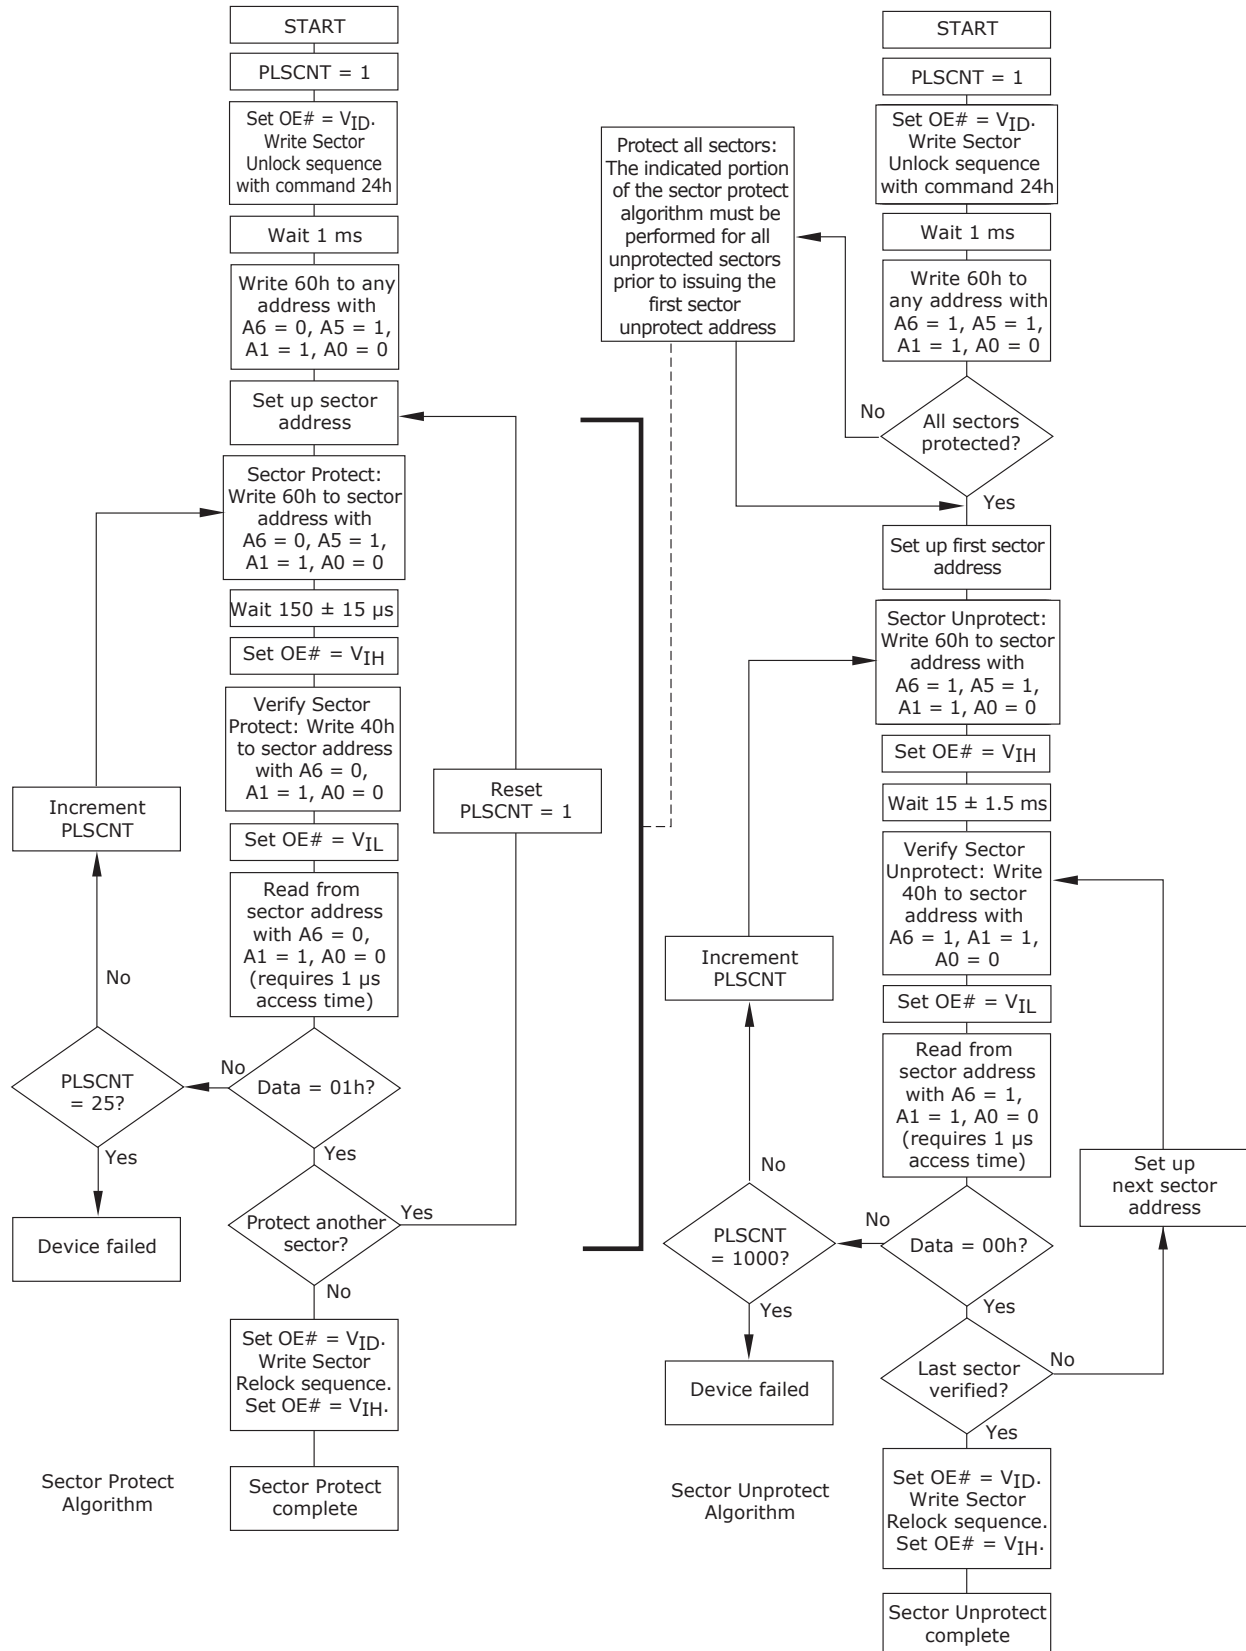 START
PLSCNT = 1
Set OE# = VID.
Write Sector
Unlock sequence
with command 24h
Wait 1 ms
Write 60h to any
address with
A6 = 0, A5 = 1,
A1 = 1, A0 = 0
Set up sector
address
Sector Protect:
Write 60h to sector
address with
A6 = 0, A5 = 1,
A1 = 1, A0 = 0
Wait 150 ± 15 µs
Set OE# = VIH
Verify Sector
Protect: Write 40h
to sector address
with A6 = 0,
A1 = 1, A0 = 0
Increment
PLSCNT
Reset
PLSCNT = 1
Set OE# = VIL
Read from
sector address
with A6 = 0,
A1 = 1, A0 = 0
(requires 1 µs
access time)
No
PLSCNT
= 25?
No
Data = 01h?
Yes
Yes
Device failed
Protect another
sector?
Yes
No
Set OE# = VID.
Write Sector
Relock sequence.
Set OE# = VIH.
Sector Protect
complete
Sector Protect
Algorithm
START
PLSCNT = 1
Set OE# = VID.
Write Sector
Unlock sequence
with command 24h
Protect all sectors:
The indicated portion
of the sector protect
algorithm must be
performed for all
unprotected sectors
prior to issuing the
first sector
unprotect address
Wait 1 ms
Write 60h to
any address with
A6 = 1, A5 = 1,
A1 = 1, A0 = 0
No
All sectors
protected?
Yes
Set up first sector
address
Sector Unprotect:
Write 60h to sector
address with
A6 = 1, A5 = 1,
A1 = 1, A0 = 0
Set OE# = VIH
Wait 15 ± 1.5 ms
Verify Sector
Unprotect: Write
40h to sector
address with
A6 = 1, A1 = 1,
A0 = 0
Increment
PLSCNT
Set OE# = VIL
Read from
sector address
with A6 = 1,
A1 = 1, A0 = 0
(requires 1 µs
access time)
Set up
next sector
address
No
PLSCNT
= 1000?
No
Data = 00h?
Yes
Yes
Device failed
Last sector
verified?
No
Yes
Set OE# = VID.
Write Sector
Relock sequence.
Set OE# = VIH.
Sector Unprotect
complete
Sector Unprotect
Algorithm